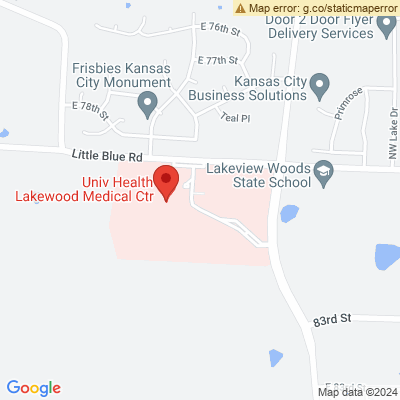 Map error: g.co/staticmaperror
E 76th St
Door 2 Door Flyer
Delivery Services
E 77th St
Frisbies Kansas
City Monument
Kansas City
Business Solutions
Primrose
E 78th St
Teal Pl
NW Lake Dr
Little Blue Rd
Lakeview Woods
State School
Univ Health
Lakewood Medical Ctr
83rd St
E 83rd St
Google
Map data ©2024